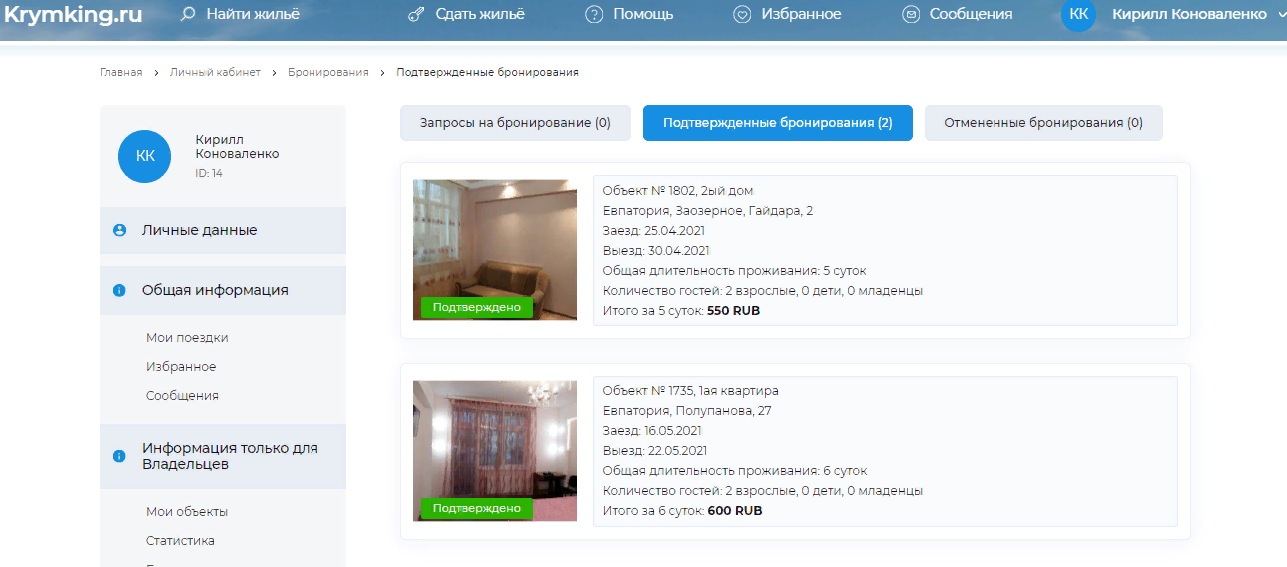 Krymking.ru
Найти жильё
Сдать жильё
Помощь
Избранное
Сообщения
КК
Кирилл Коноваленко
Главная
Личный кабинет
Бронирования
Подтвержденные бронирования
КК
Кирилл
Коноваленко
ID: 14
Личные данные
Общая информация
Мои поездки
Избранное
Сообщения
Информация только для
Владельцев
Мои объекты
Статистика
Запросы на бронирование (0)
Подтвержденные бронирования (2)
Отмененные бронирования (0)
Подтверждено
Объект № 1802, 2ый дом
Евпатория, Заозерное, Гайдара, 2
Заезд: 25.04.2021
Выезд: 30.04.2021
Общая длительность проживания: 5 суток
Количество гостей: 2 взрослые, 0 дети, 0 младенцы
Итого за 5 суток: 550 RUB
Подтверждено
Объект № 1735, 1ая квартира
Евпатория, Полупанова, 27
Заезд: 16.05.2021
Выезд: 22.05.2021
Общая длительность проживания: 6 суток
Количество гостей: 2 взрослые, 0 дети, 0 младенцы
Итого за 6 суток: 600 RUB